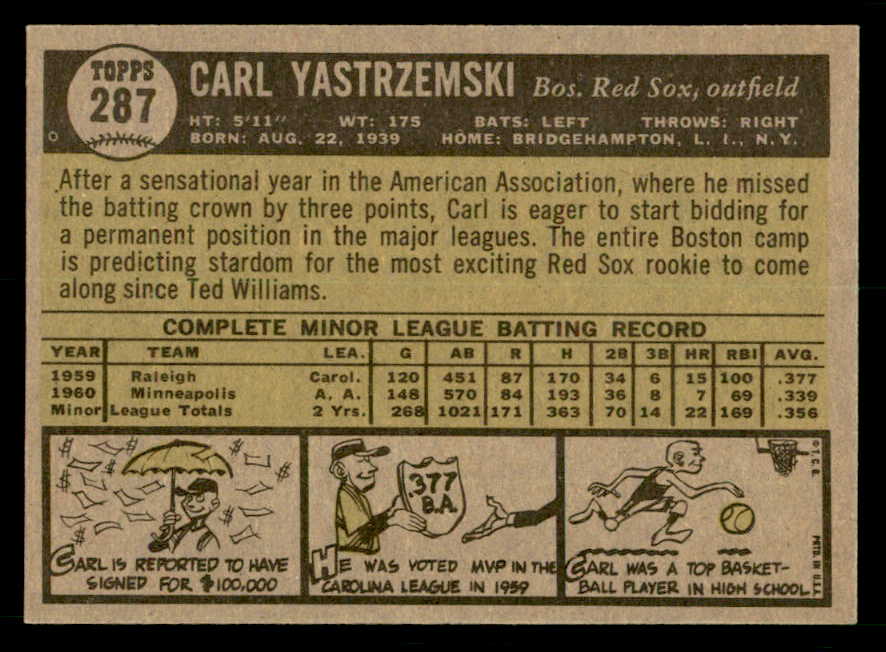 TOPPS
287
CARL YASTRZEMSKI Bos. Red Sox, outfield
HT: 5'11" WT: 175 BATS: LEFT THROWS: RIGHT
BORN: AUG. 22, 1939 HOME: BRIDGEHAMPTON, L. I., N. Y.
After a sensational year in the American Association, where he missed
the batting crown by three points, Carl is eager to start bidding for
a permanent position in the major leagues. The entire Boston camp
is predicting stardom for the most exciting Red Sox rookie to come
along since Ted Williams.
COMPLETE MINOR LEAGUE BATTING RECORD
YEAR TEAM LEA. G AB R H 2B 3B HR RBI AVG.
1959 Raleigh Carol. 120 451 87 170 34 6 15 100 .377
1960 Minneapolis A. A. 148 570 84 193 36 8 7 69 .339
Minor League Totals 2 Yrs. 268 1021 171 363 70 14 22 169 .356
$ $ $ $ $
CARL IS REPORTED TO HAVE
SIGNED FOR $100,000
.377
B.A.
HE WAS VOTED MVP IN THE
CAROLINA LEAGUE IN 1959
CARL WAS A TOP BASKET-
BALL PLAYER IN HIGH SCHOOL
© T. C. G.
PRTD. IN U.S.A.